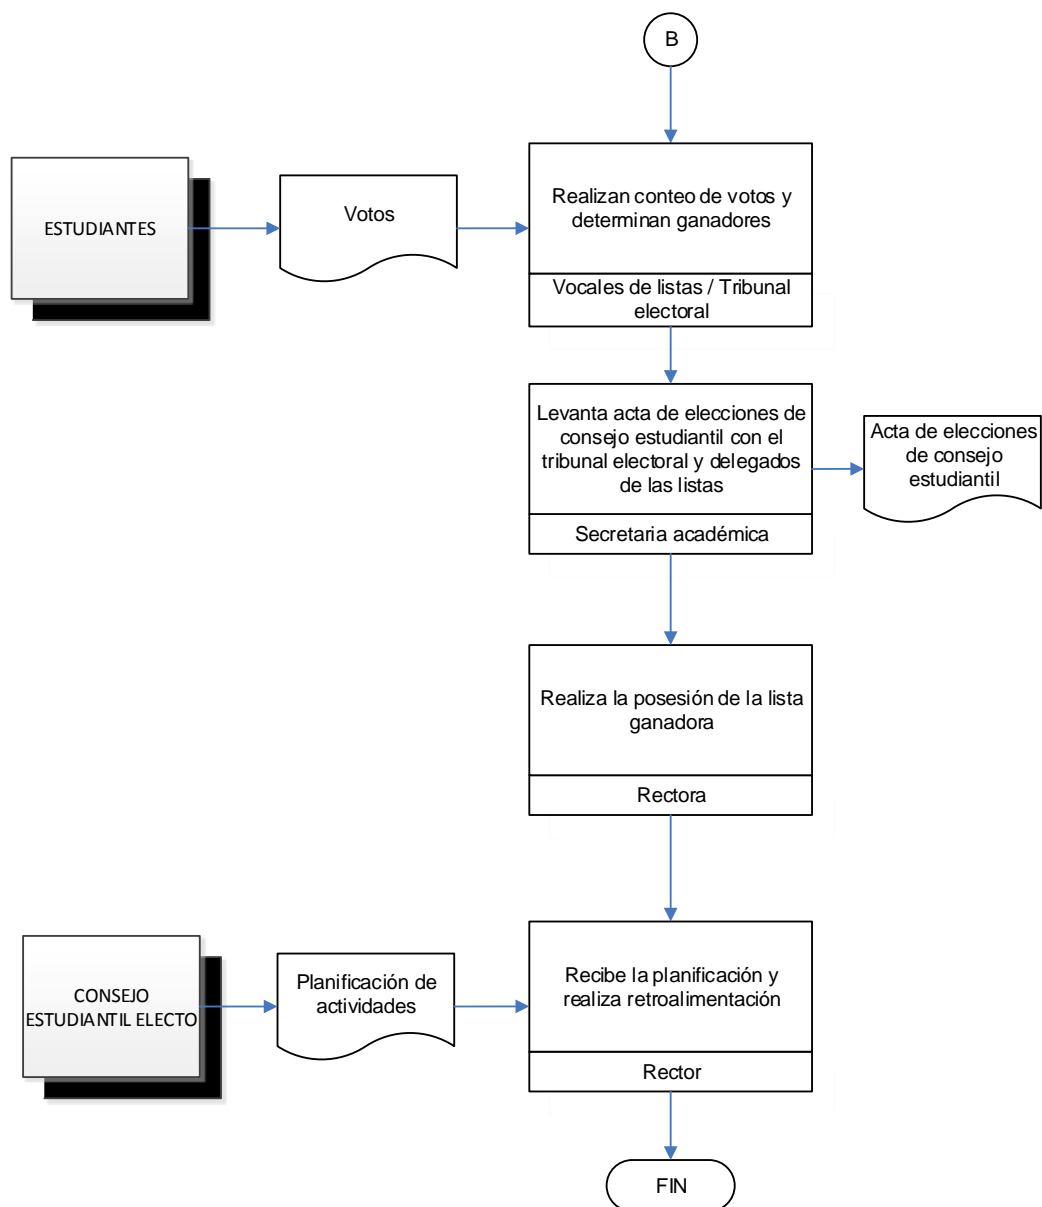 B
ESTUDIANTES
Votos
Realizan conteo de votos y
determinan ganadores
Vocales de listas / Tribunal
electoral
Levanta acta de elecciones de
consejo estudiantil con el
tribunal electoral y delegados
de las listas
Secretaria académica
Acta de elecciones
de consejo
estudiantil
Realiza la posesión de la lista
ganadora
Rectora
CONSEJO
ESTUDIANTIL ELECTO
Planificación de
actividades
Recibe la planificación y
realiza retroalimentación
Rector
FIN